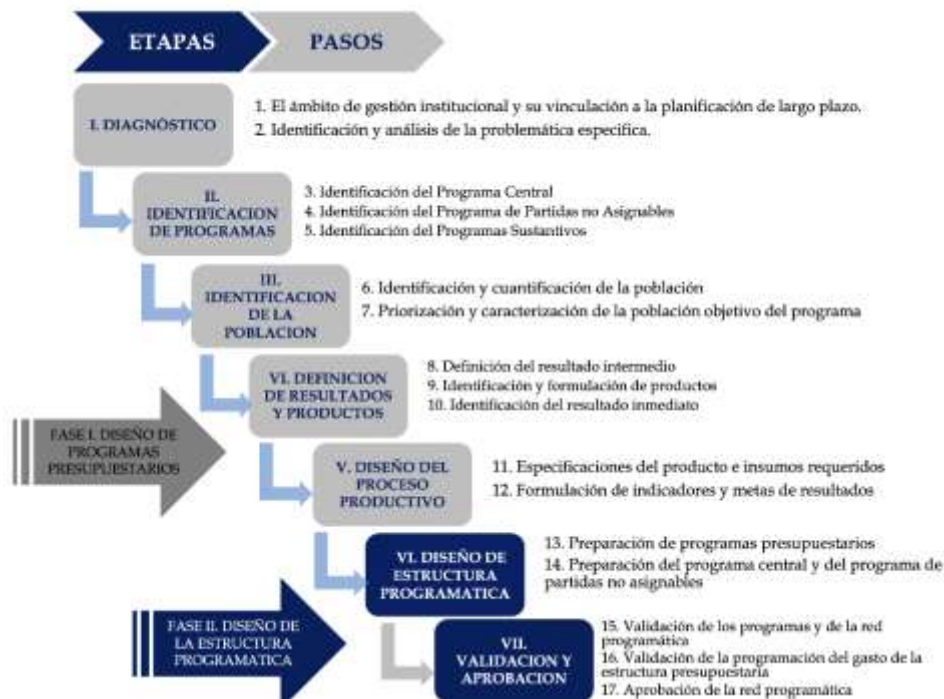 ETAPAS
PASOS
I. DIAGNÓSTICO
1. El ámbito de gestión institucional y su vinculación a la planificación de largo plazo.
2. Identificación y análisis de la problemática especifica.
II.
IDENTIFICACION
DE PROGRAMAS
3. Identificación del Programa Central
4. Identificación del Programa de Partidas no Asignables
5. Identificación del Programas Sustantivos
III.
IDENTIFICACION
DE LA
POBLACION
6. Identificación y cuantificación de la población
7. Priorización y caracterización de la población objetivo del programa
VI. DEFINICION
DE RESULTADOS
Y PRODUCTOS
8. Definición del resultado intermedio
9. Identificación y formulación de productos
10. Identificación del resultado inmediato
FASE I. DISEÑO DE
PROGRAMAS
PRESUPUESTARIOS
V. DISEÑO DEL
PROCESO
PRODUCTIVO
11. Especificaciones del producto e insumos requeridos
12. Formulación de indicadores y metas de resultados
VI. DISEÑO DE
ESTRUCTURA
PROGRAMATICA
13. Preparación de programas presupuestarios
14. Preparación del programa central y del programa de
partidas no asignables
FASE II. DISEÑO DE
LA ESTRUCTURA
PROGRAMATICA
VII.
VALIDACION Y
APROBACION
15. Validación de los programas y de la red
programática
16. Validación de la programación del gasto de la
estructura presupuestaria
17. Aprobación de la red programática